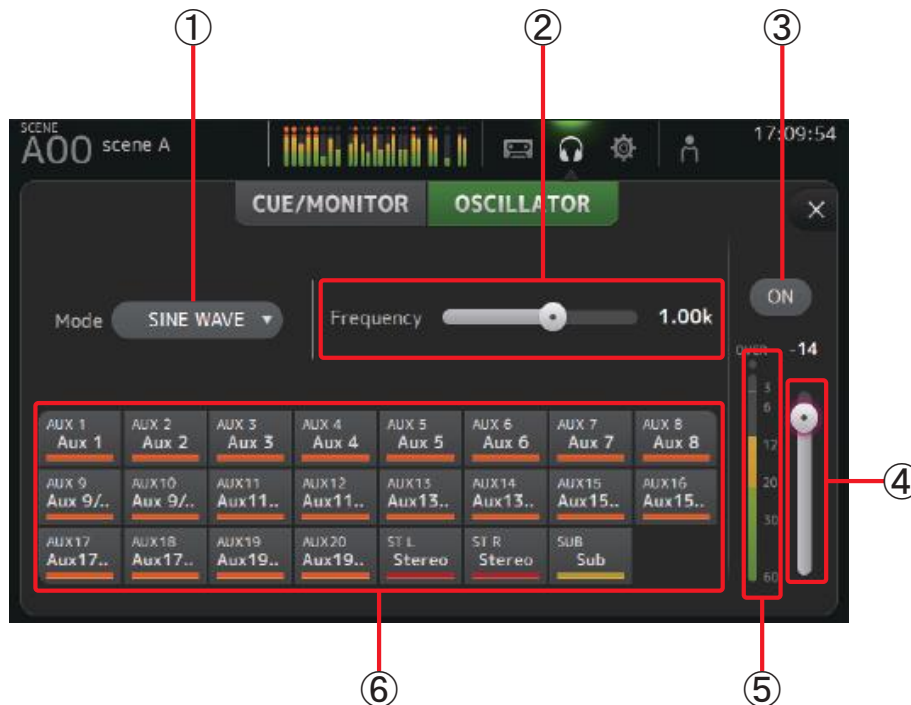 ① ② ③
SCENE
A00 scene A
17:09:54
CUE/MONITOR OSCILLATOR
Mode SINE WAVE Frequency 1.00k ON
OVER -14
3
6
12
20
30
60
AUX 1 AUX 2 AUX 3 AUX 4 AUX 5 AUX 6 AUX 7 AUX 8
Aux 1 Aux 2 Aux 3 Aux 4 Aux 5 Aux 6 Aux 7 Aux 8
AUX 9 AUX10 AUX11 AUX12 AUX13 AUX14 AUX15 AUX16
Aux 9/.. Aux 9/.. Aux11.. Aux11.. Aux13.. Aux13.. Aux15.. Aux15..
AUX17 AUX18 AUX19 AUX20 ST L ST R SUB
Aux17.. Aux17.. Aux19.. Aux19.. Stereo Stereo Sub
④
⑥ ⑤